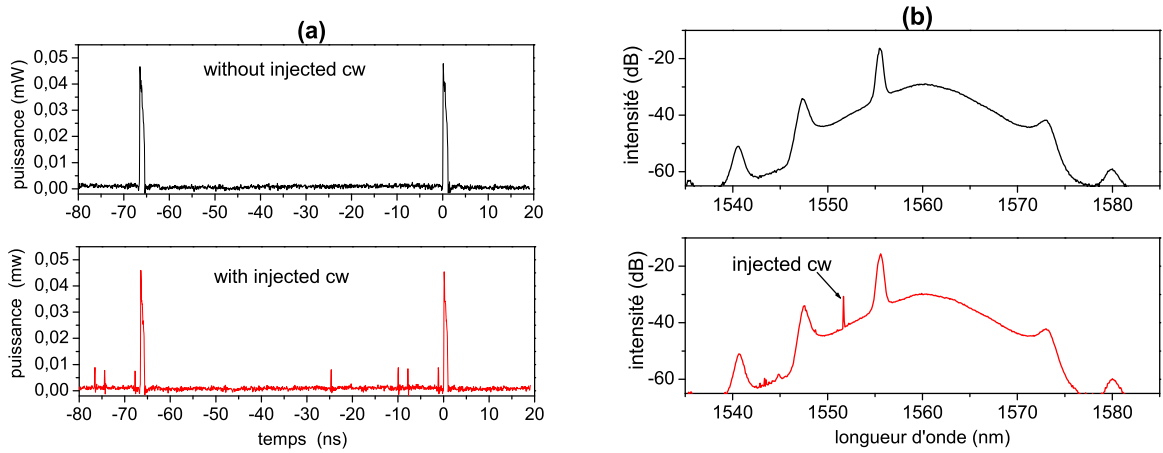 (a)
puissance (mW)
0,05
0,04
0,03
0,02
0,01
0,00
without injected cw
-80 -70 -60 -50 -40 -30 -20 -10 0 10 20
puissance (mw)
0,05
0,04
0,03
0,02
0,01
0,00
with injected cw
-80 -70 -60 -50 -40 -30 -20 -10 0 10 20
temps (ns)
(b)
intensité (dB)
-20
-40
-60
1540 1550 1560 1570 1580
intensité (dB)
-20
-40
-60
injected cw
1540 1550 1560 1570 1580
longueur d'onde (nm)